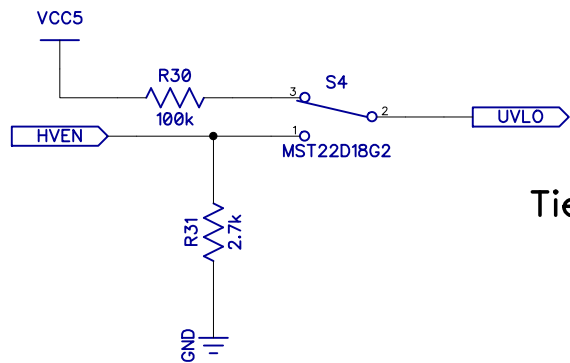 VCC5
R30
100k
S4
3
2
UVLO
HVEN
1
MST22D18G2
R31
2.7k
Tie
GND